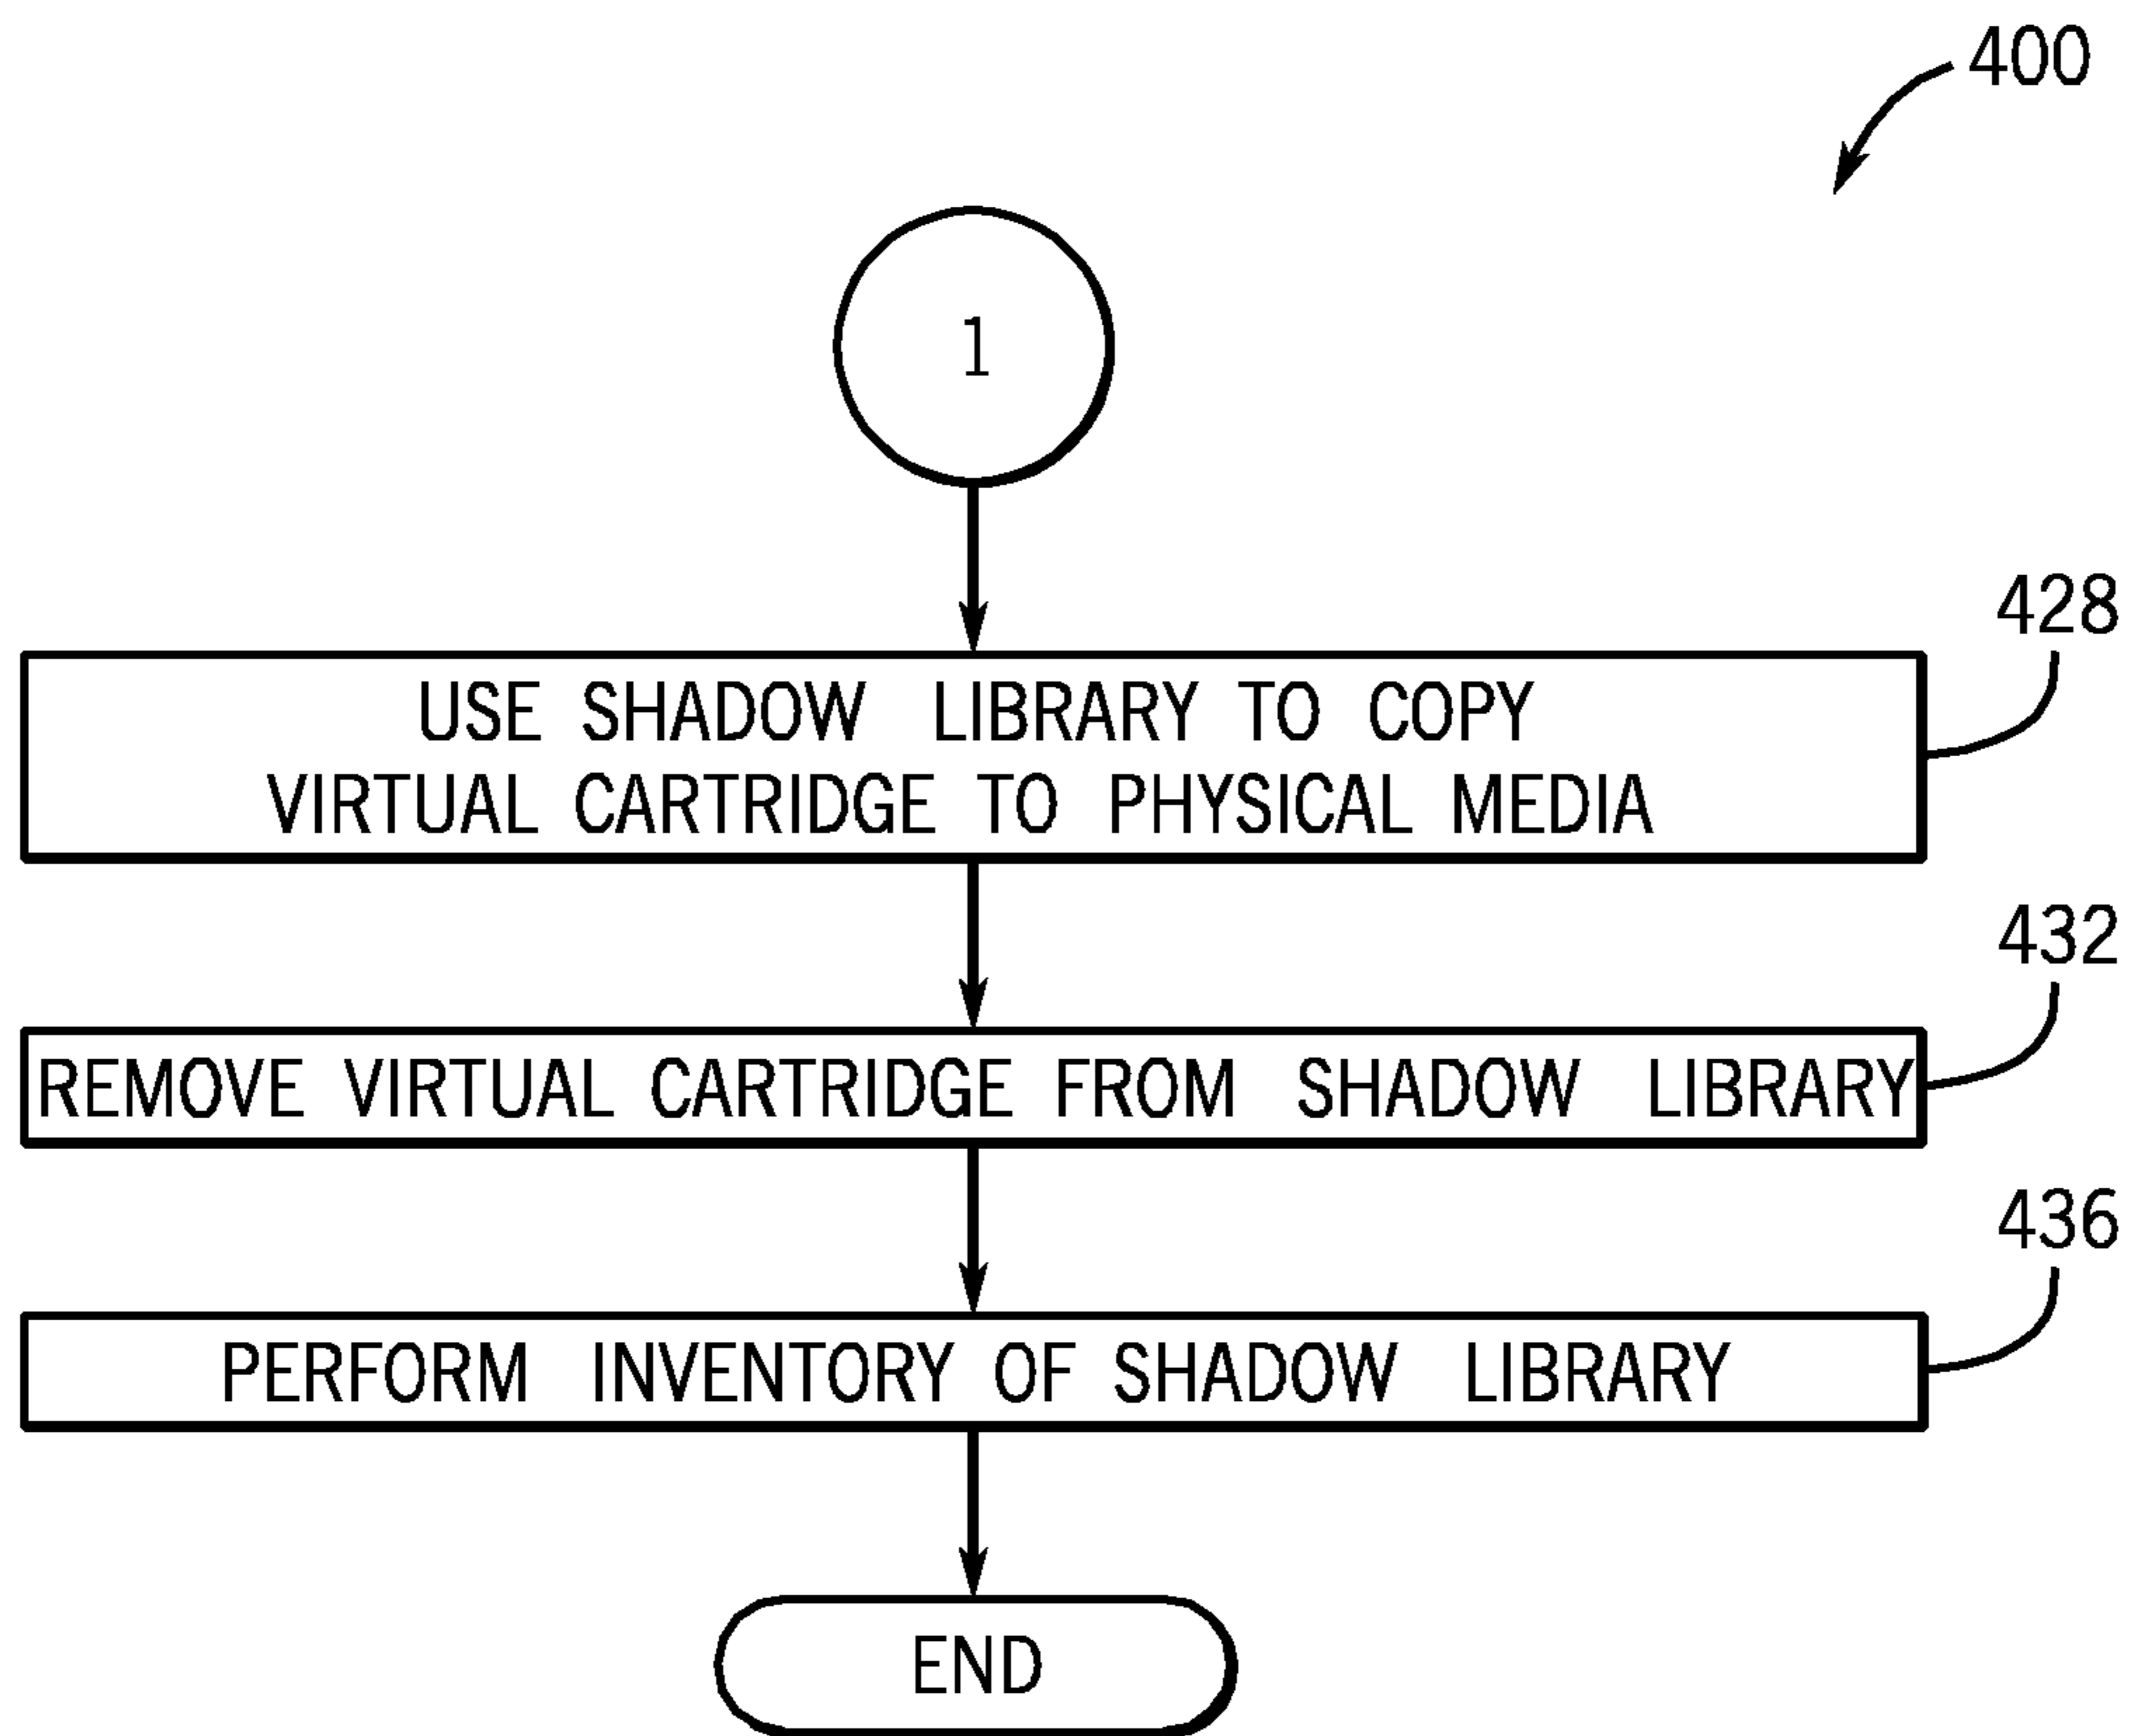 400
1
428
USE SHADOW LIBRARY TO COPY
VIRTUAL CARTRIDGE TO PHYSICAL MEDIA
432
REMOVE VIRTUAL CARTRIDGE FROM SHADOW LIBRARY
436
PERFORM INVENTORY OF SHADOW LIBRARY
END